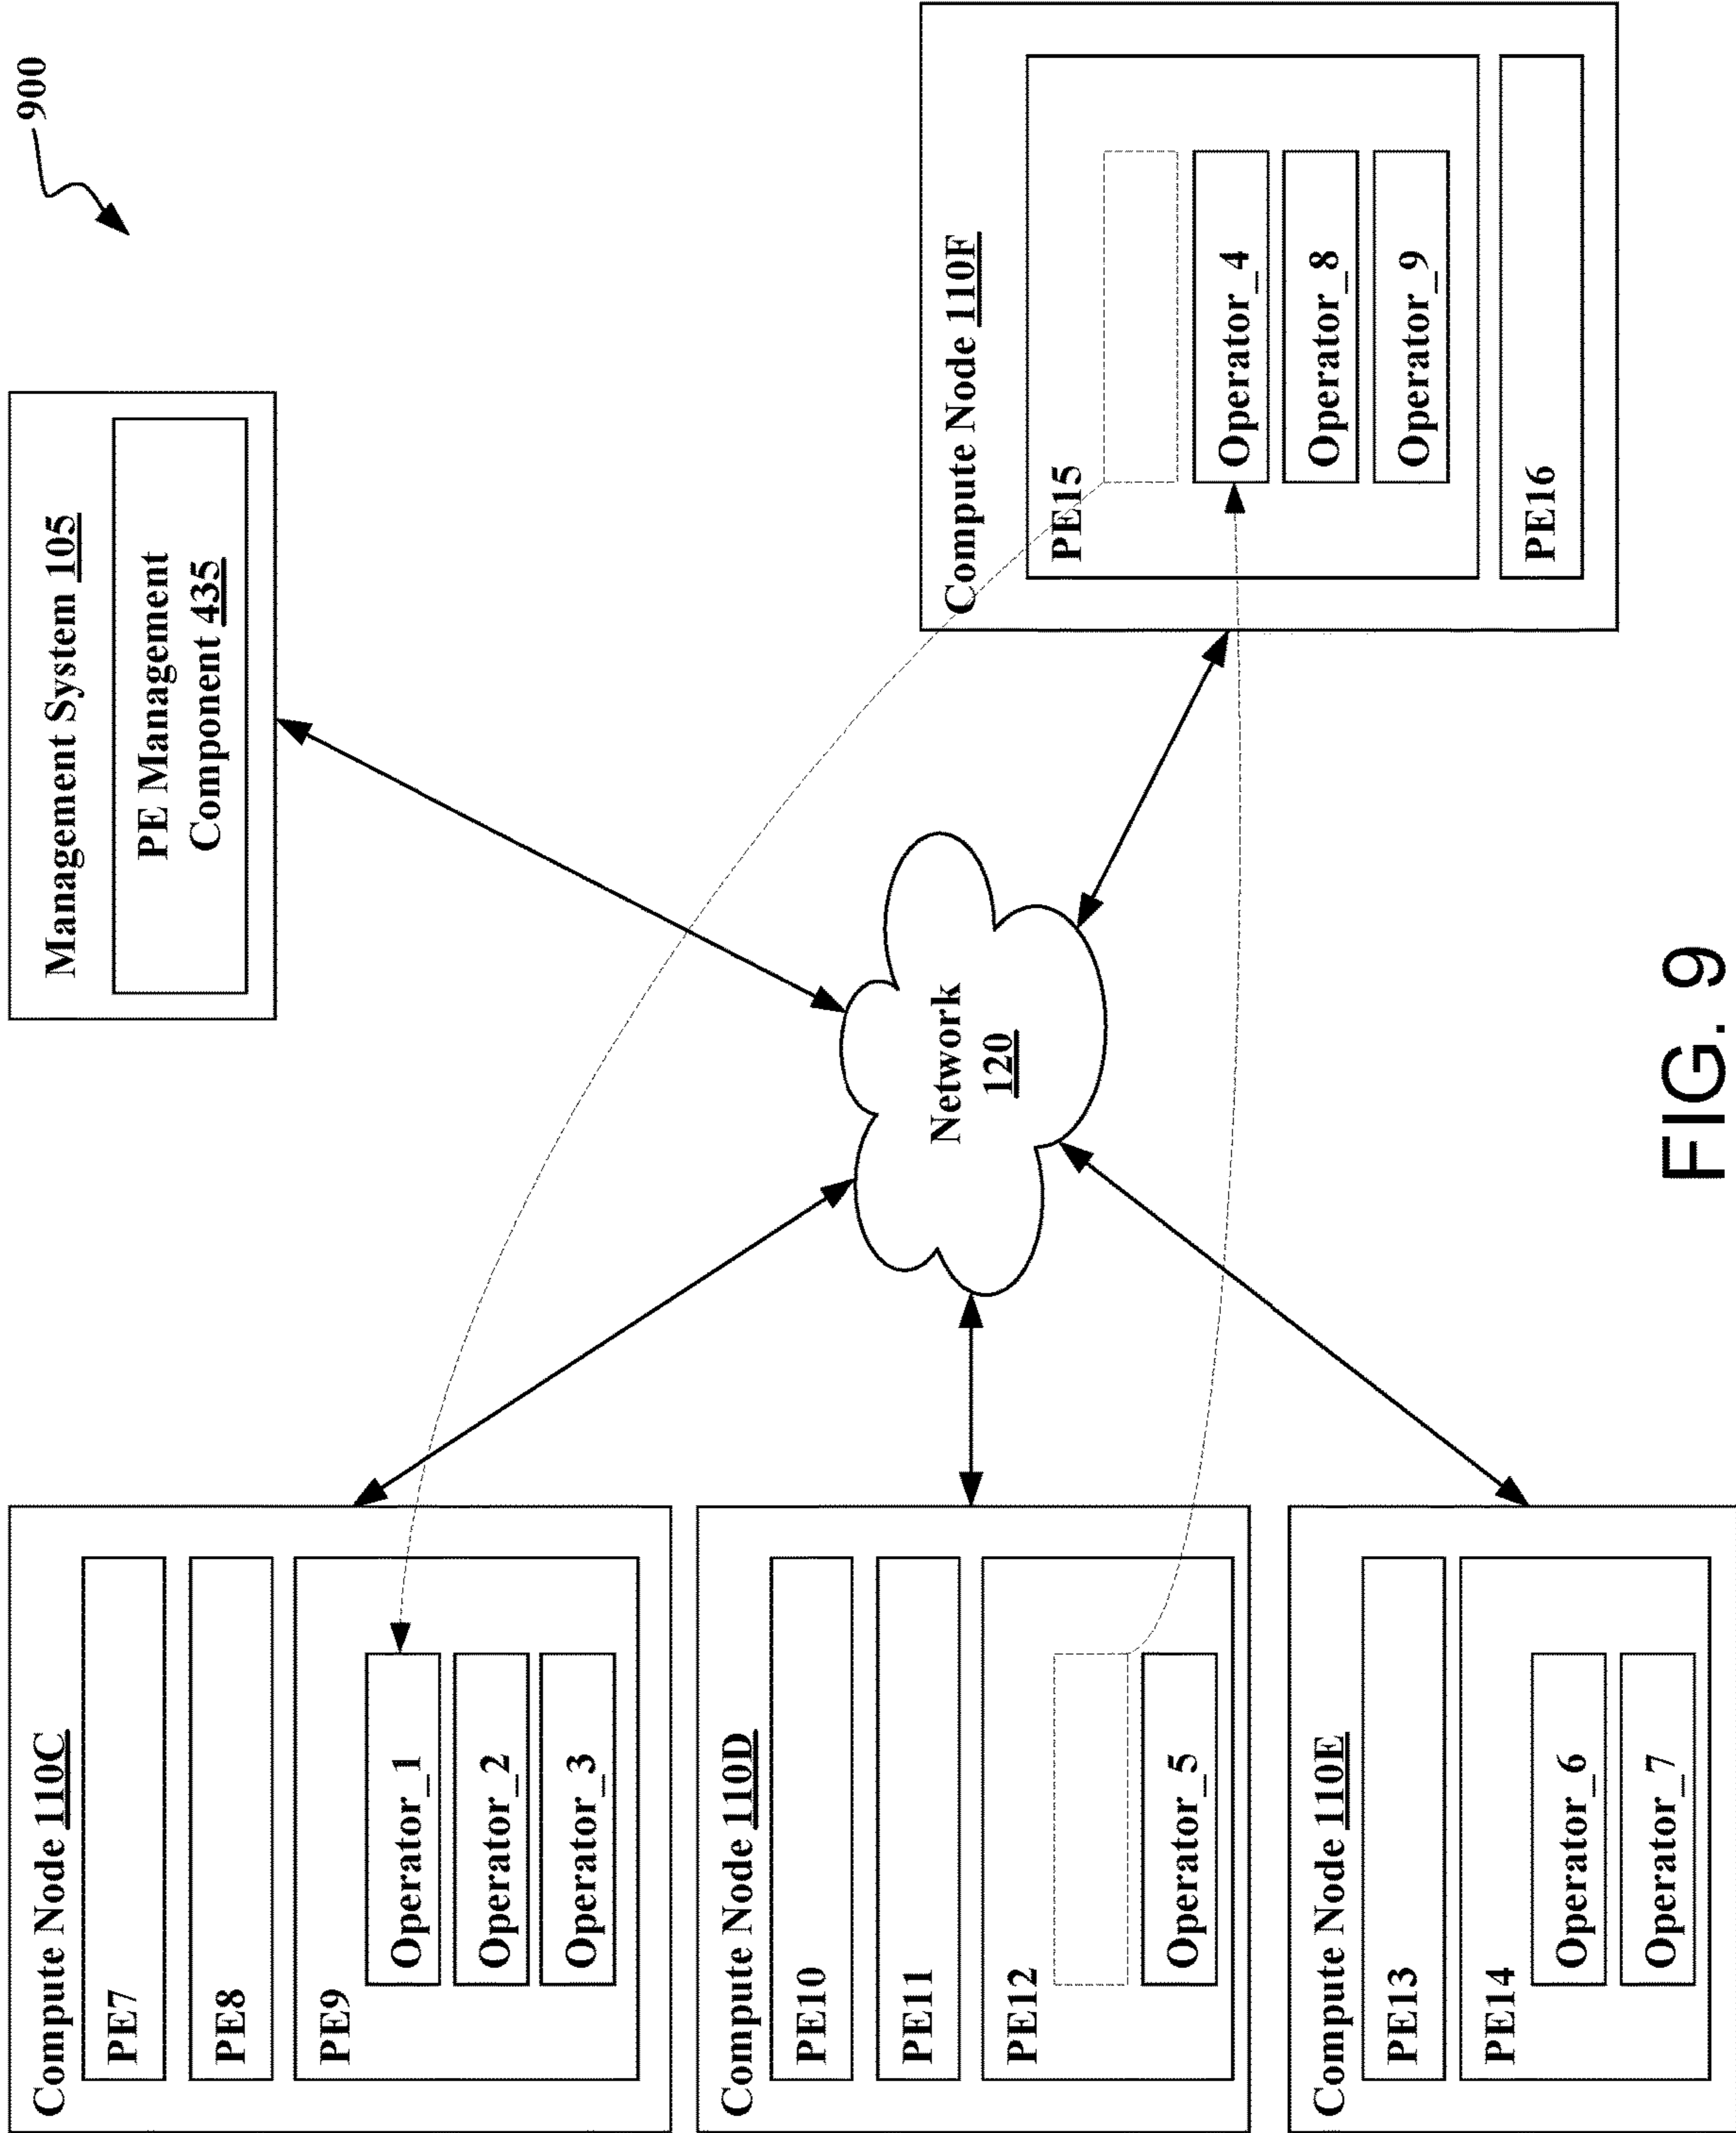 900
Management System 105
PE Management
Component 435
Compute Node 110C
PE7
PE8
PE9
Operator_1
Operator_2
Operator_3
Compute Node 110D
PE10
PE11
PE12
Operator_5
Compute Node 110E
PE13
PE14
Operator_6
Operator_7
Network
120
Compute Node 110F
PE15
Operator_4
Operator_8
Operator_9
PE16
FIG. 9